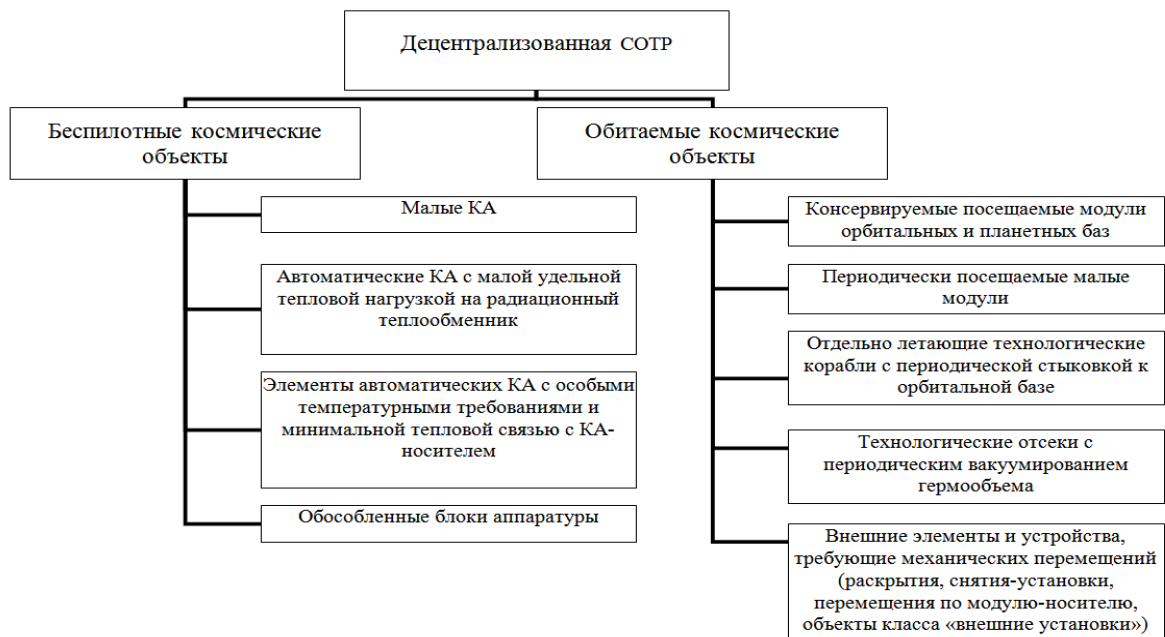 Децентрализованная СОТР
Беспилотные космические
объекты
Обитаемые космические
объекты
Малые КА
Автоматические КА с малой удельной
тепловой нагрузкой на радиационный
теплообменник
Элементы автоматических КА с особыми
температурными требованиями и
минимальной тепловой связью с КА-
носителем
Обособленные блоки аппаратуры
Консервируемые посещаемые модули
орбитальных и планетных баз
Периодически посещаемые малые
модули
Отдельно летающие технологические
корабли с периодической стыковкой к
орбитальной базе
Технологические отсеки с
периодическим вакуумированием
гермообъема
Внешние элементы и устройства,
требующие механических перемещений
(раскрытия, снятия-установки,
перемещения по модулю-носителю,
объекты класса «внешние установки»)